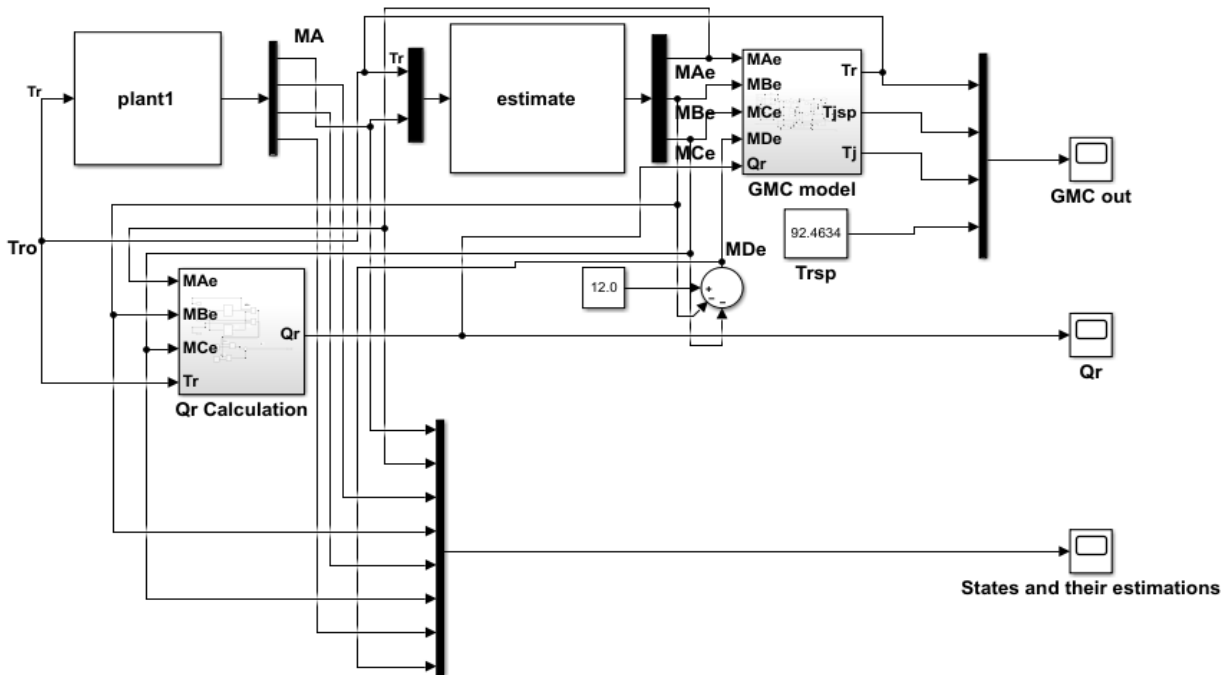 MA
Tr
plant1
Tr
estimate
MAe
MBe
MCe
MAe
MBe
MCe
MDe
Qr
Tr
Tjsp
Tj
GMC model
GMC out
92.4634
Trsp
Tro
MDe
12.0
+
−
−
MAe
MBe
MCe
Tr
Qr
Qr Calculation
Qr
States and their estimations